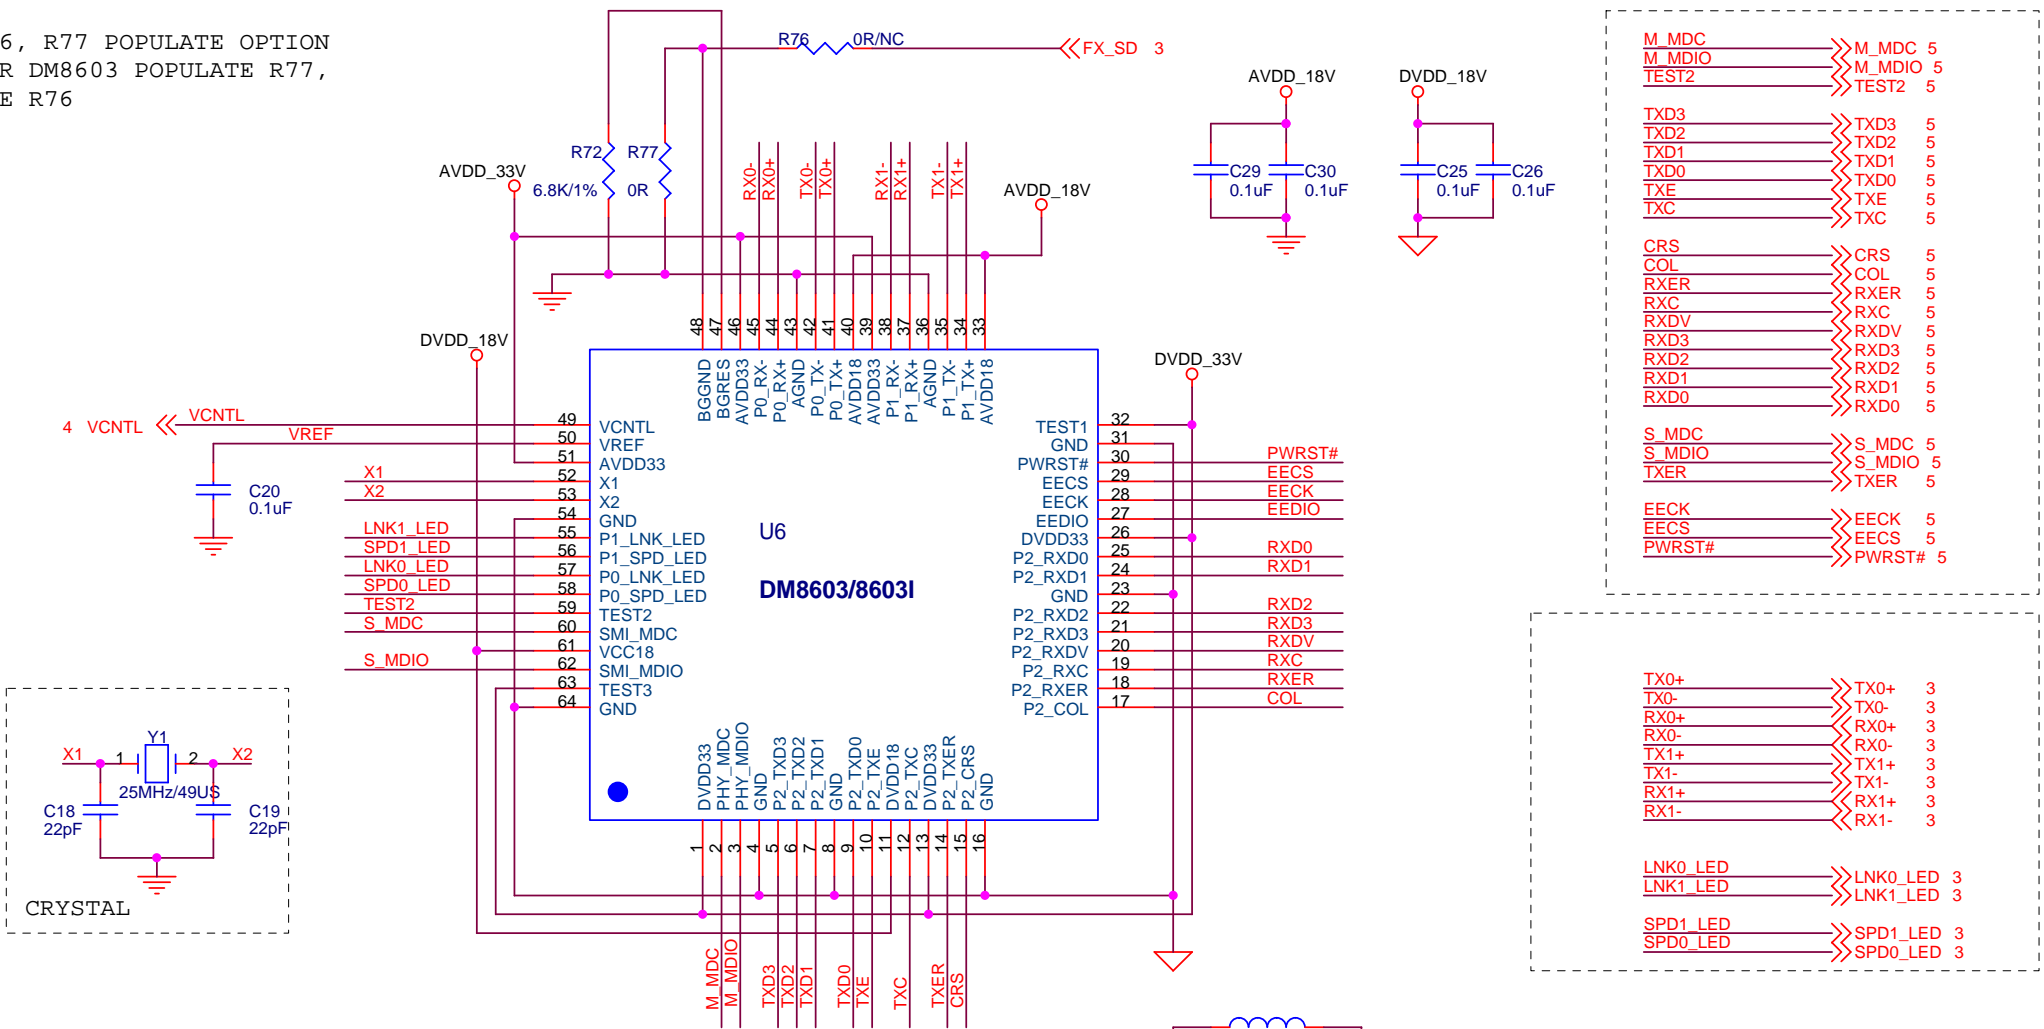 6, R77 POPULATE OPTION
R DM8603 POPULATE R77,
E R76
R76 0R/NC
FX_SD 3
R72 R77
6.8K/1% 0R
AVDD_33V
RX0-
RX0+
TX0-
TX0+
RX1-
RX1+
TX1-
TX1+
AVDD_18V
AVDD_18V
DVDD_18V
C29
0.1uF
C30
0.1uF
C25
0.1uF
C26
0.1uF
DVDD_18V
DVDD_33V
48 BGGND
47 BGRES
46 AVDD33
45 P0_RX-
44 P0_RX+
43 AGND
42 P0_TX-
41 P0_TX+
40 AVDD18
39 AVDD33
38 P1_RX-
37 P1_RX+
36 AGND
35 P1_TX-
34 P1_TX+
33 AVDD18
4 VCNTL VCNTL 49 VCNTL
VREF 50 VREF
51 AVDD33
X1 52 X1
X2 53 X2
54 GND
LNK1_LED 55 P1_LNK_LED
SPD1_LED 56 P1_SPD_LED
LNK0_LED 57 P0_LNK_LED
SPD0_LED 58 P0_SPD_LED
TEST2 59 TEST2
S_MDC 60 SMI_MDC
61 VCC18
S_MDIO 62 SMI_MDIO
63 TEST3
64 GND
C20
0.1uF
U6
DM8603/8603I
TEST1 32
GND 31
PWRST# 30 PWRST#
EECS 29 EECS
EECK 28 EECK
EEDIO 27 EEDIO
DVDD33 26
P2_RXD0 25 RXD0
P2_RXD1 24 RXD1
GND 23
P2_RXD2 22 RXD2
P2_RXD3 21 RXD3
P2_RXDV 20 RXDV
P2_RXC 19 RXC
P2_RXER 18 RXER
P2_COL 17 COL
DVDD33 1
PHY_MDC 2
PHY_MDIO 3
GND 4
P2_TXD3 5
P2_TXD2 6
P2_TXD1 7
GND 8
P2_TXD0 9
P2_TXE 10
DVDD18 11
P2_TXC 12
DVDD33 13
P2_TXER 14
P2_CRS 15
GND 16
M_MDC
M_MDIO
TXD3
TXD2
TXD1
TXD0
TXE
TXC
TXER
CRS
X1 1 Y1 2 X2
25MHz/49US
C18
22pF
C19
22pF
CRYSTAL
M_MDC M_MDC 5
M_MDIO M_MDIO 5
TEST2 TEST2 5
TXD3 TXD3 5
TXD2 TXD2 5
TXD1 TXD1 5
TXD0 TXD0 5
TXE TXE 5
TXC TXC 5
CRS CRS 5
COL COL 5
RXER RXER 5
RXC RXC 5
RXDV RXDV 5
RXD3 RXD3 5
RXD2 RXD2 5
RXD1 RXD1 5
RXD0 RXD0 5
S_MDC S_MDC 5
S_MDIO S_MDIO 5
TXER TXER 5
EECK EECK 5
EECS EECS 5
PWRST# PWRST# 5
TX0+ TX0+ 3
TX0- TX0- 3
RX0+ RX0+ 3
RX0- RX0- 3
TX1+ TX1+ 3
TX1- TX1- 3
RX1+ RX1+ 3
RX1- RX1- 3
LNK0_LED LNK0_LED 3
LNK1_LED LNK1_LED 3
SPD1_LED SPD1_LED 3
SPD0_LED SPD0_LED 3